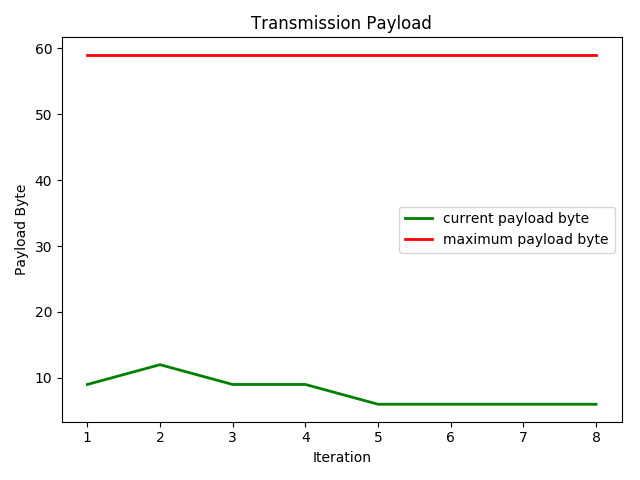 Transmission Payload
60
50
40
30
20
10
Payload Byte
current payload byte
maximum payload byte
1 2 3 4 5 6 7 8
Iteration